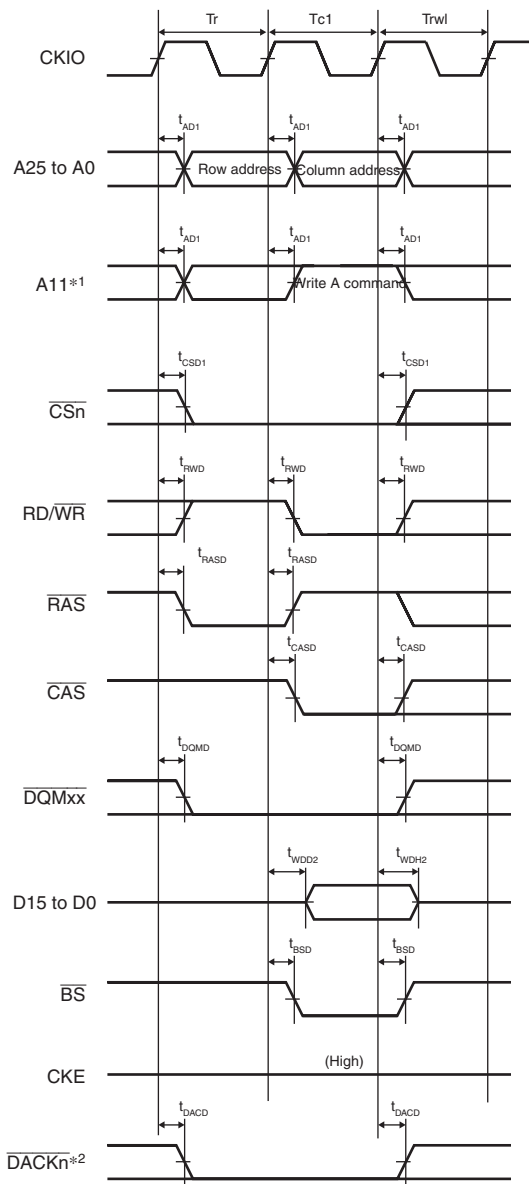 Tr Tc1 Trwl
CKIO
tAD1 tAD1 tAD1
A25 to A0 Row address Column address
tAD1 tAD1 tAD1
A11*1 Write A command
tCSD1 tCSD1
CSn
tRWD tRWD tRWD
RD/WR
tRASD tRASD
RAS
tCASD tCASD
CAS
tDQMD tDQMD
DQMxx
tWDD2 tWDH2
D15 to D0
tBSD tBSD
BS
(High)
CKE
tDACD tDACD
DACKn*2